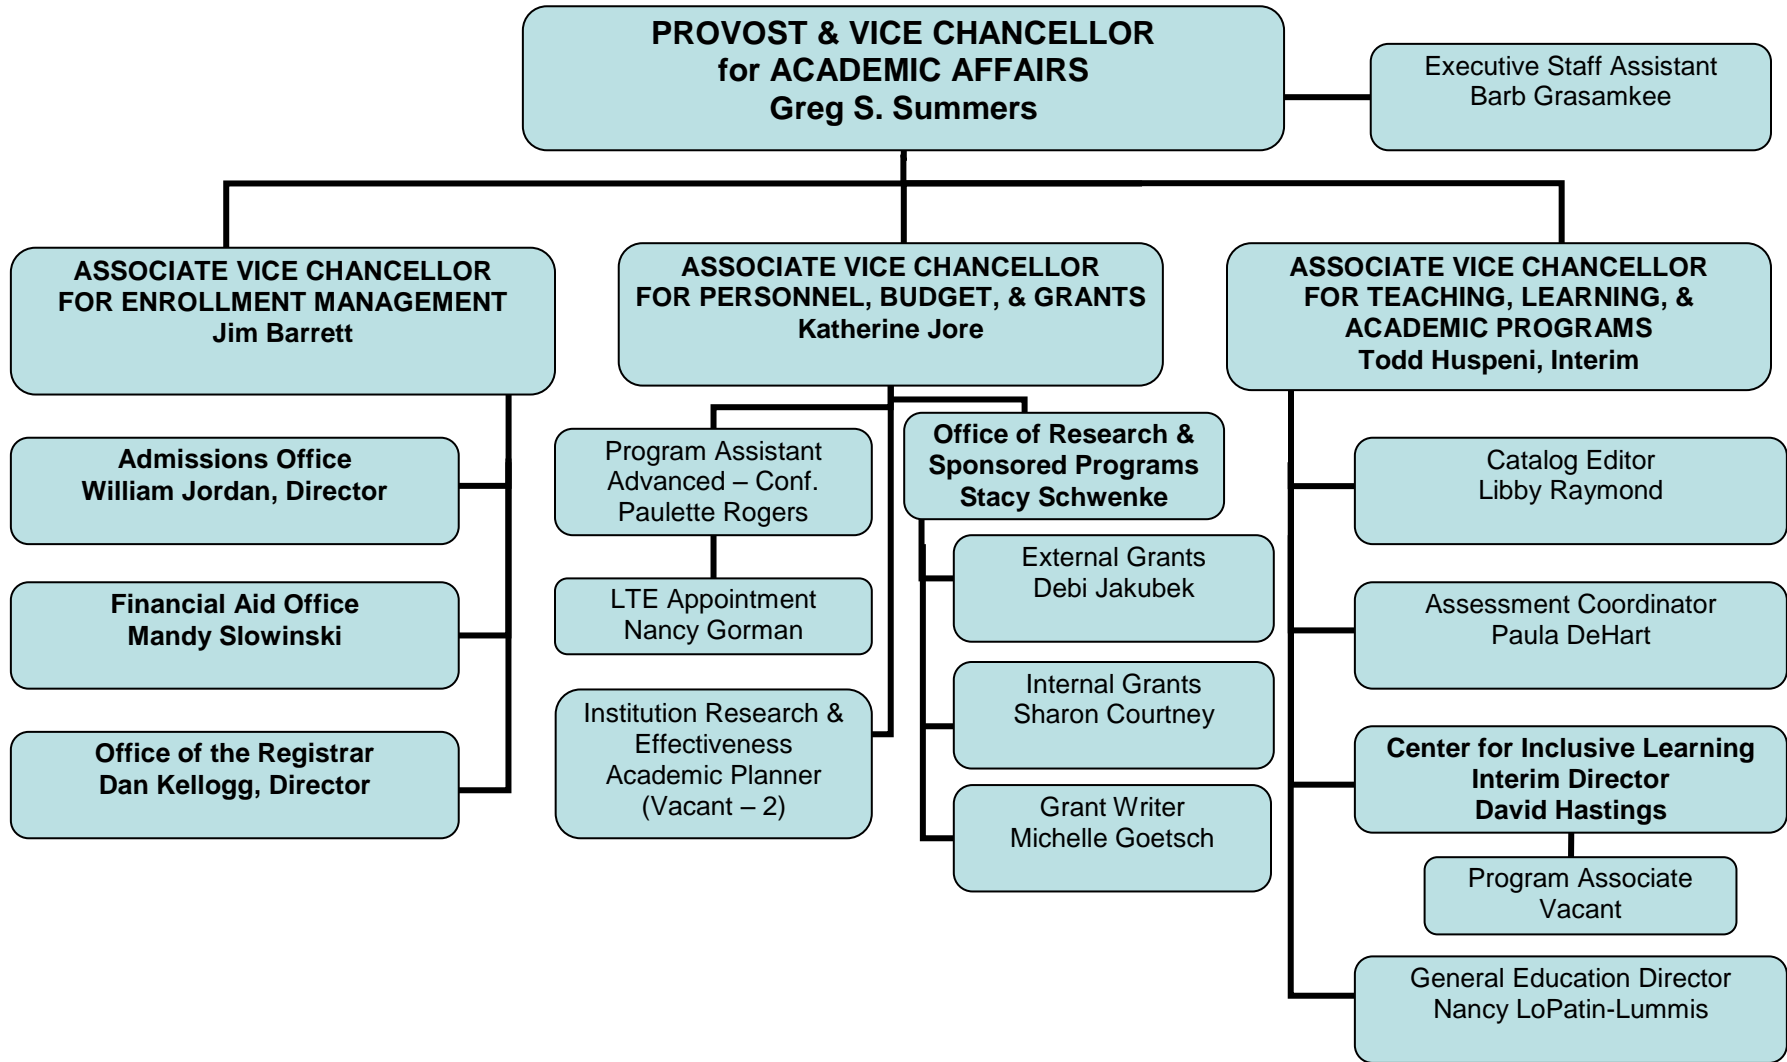 PROVOST & VICE CHANCELLOR
for ACADEMIC AFFAIRS
Greg S. Summers
Executive Staff Assistant
Barb Grasamkee
ASSOCIATE VICE CHANCELLOR
FOR ENROLLMENT MANAGEMENT
Jim Barrett
Admissions Office
William Jordan, Director
Financial Aid Office
Mandy Slowinski
Office of the Registrar
Dan Kellogg, Director
ASSOCIATE VICE CHANCELLOR
FOR PERSONNEL, BUDGET, & GRANTS
Katherine Jore
Program Assistant
Advanced – Conf.
Paulette Rogers
LTE Appointment
Nancy Gorman
Institution Research &
Effectiveness
Academic Planner
(Vacant – 2)
Office of Research &
Sponsored Programs
Stacy Schwenke
External Grants
Debi Jakubek
Internal Grants
Sharon Courtney
Grant Writer
Michelle Goetsch
ASSOCIATE VICE CHANCELLOR
FOR TEACHING, LEARNING, &
ACADEMIC PROGRAMS
Todd Huspeni, Interim
Catalog Editor
Libby Raymond
Assessment Coordinator
Paula DeHart
Center for Inclusive Learning
Interim Director
David Hastings
Program Associate
Vacant
General Education Director
Nancy LoPatin-Lummis